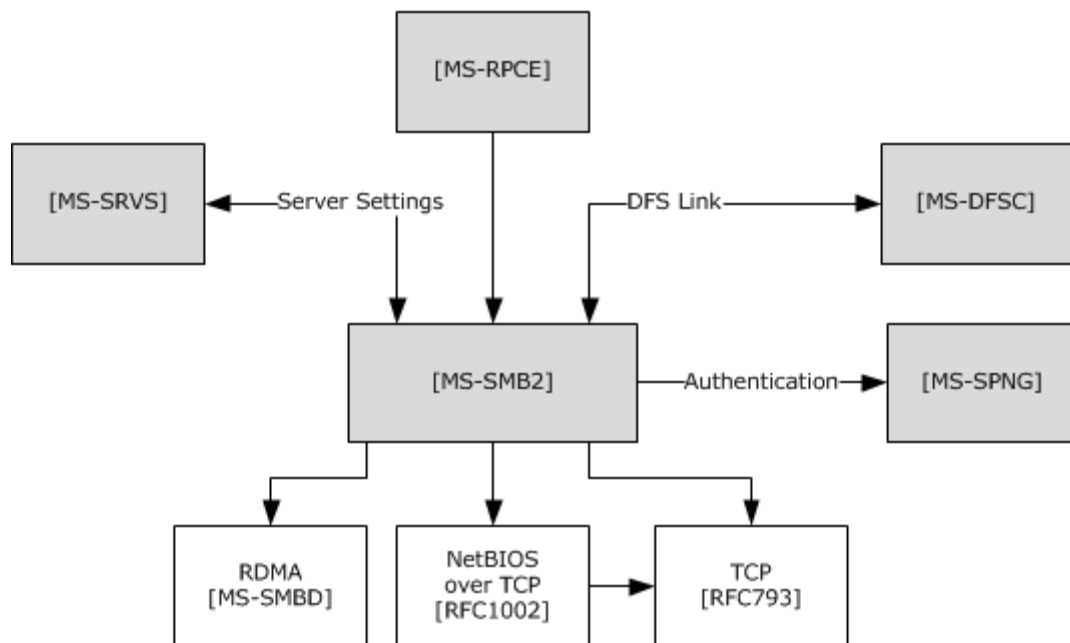 [MS-RPCE]
[MS-SRVS]
Server Settings
DFS Link
[MS-DFSC]
[MS-SMB2]
Authentication
[MS-SPNG]
RDMA
[MS-SMBD]
NetBIOS
over TCP
[RFC1002]
TCP
[RFC793]